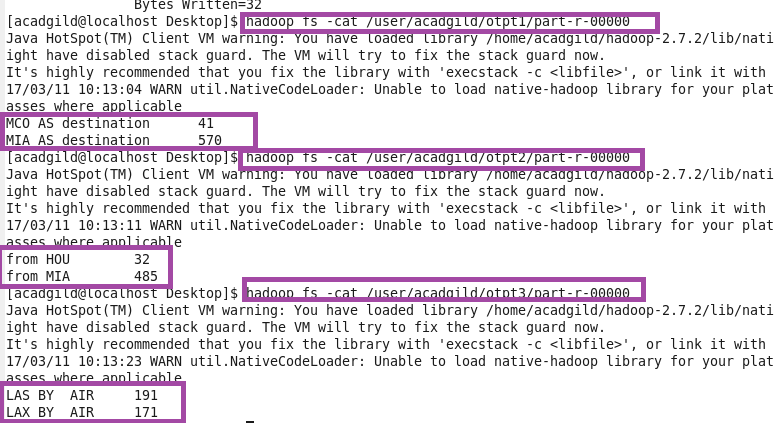 Bytes Written=32
[acadgild@localhost Desktop]$ hadoop fs -cat /user/acadgild/otpt1/part-r-00000
Java HotSpot(TM) Client VM warning: You have loaded library /home/acadgild/hadoop-2.7.2/lib/nati
ight have disabled stack guard. The VM will try to fix the stack guard now.
It's highly recommended that you fix the library with 'execstack -c <libfile>', or link it with
17/03/11 10:13:04 WARN util.NativeCodeLoader: Unable to load native-hadoop library for your plat
asses where applicable
MCO AS destination      41
MIA AS destination      570
[acadgild@localhost Desktop]$ hadoop fs -cat /user/acadgild/otpt2/part-r-00000
Java HotSpot(TM) Client VM warning: You have loaded library /home/acadgild/hadoop-2.7.2/lib/nati
ight have disabled stack guard. The VM will try to fix the stack guard now.
It's highly recommended that you fix the library with 'execstack -c <libfile>', or link it with
17/03/11 10:13:11 WARN util.NativeCodeLoader: Unable to load native-hadoop library for your plat
asses where applicable
from HOU        32
from MIA        485
[acadgild@localhost Desktop]$ hadoop fs -cat /user/acadgild/otpt3/part-r-00000
Java HotSpot(TM) Client VM warning: You have loaded library /home/acadgild/hadoop-2.7.2/lib/nati
ight have disabled stack guard. The VM will try to fix the stack guard now.
It's highly recommended that you fix the library with 'execstack -c <libfile>', or link it with
17/03/11 10:13:23 WARN util.NativeCodeLoader: Unable to load native-hadoop library for your plat
asses where applicable
LAS BY  AIR     191
LAX BY  AIR     171